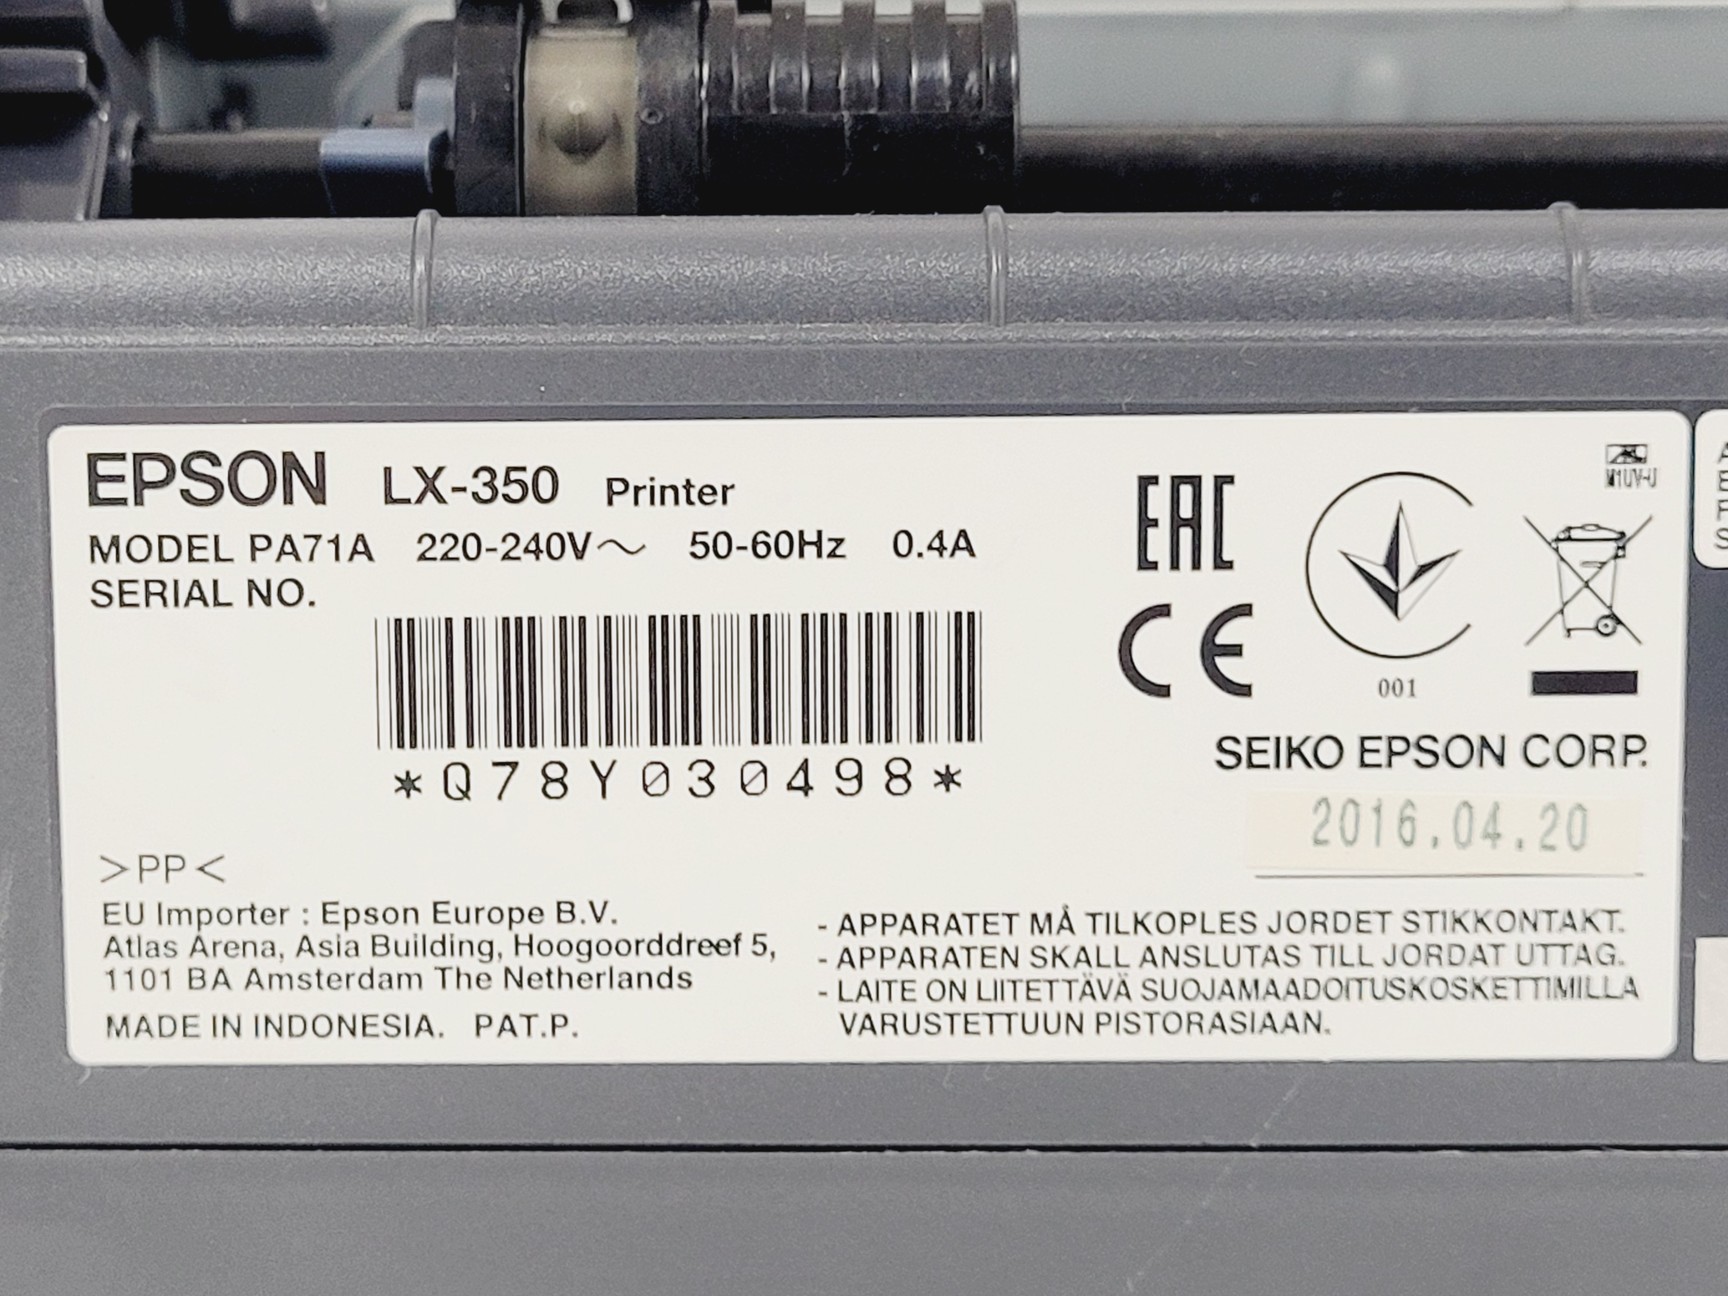 EPSON LX-350 Printer
MODEL PA71A 220-240V~ 50-60Hz 0.4A
SERIAL NO.
*Q78Y030498*
>PP<
EU Importer : Epson Europe B.V.
Atlas Arena, Asia Building, Hoogoorddreef 5,
1101 BA Amsterdam The Netherlands
MADE IN INDONESIA. PAT.P.
EAC
CE
001
M1UV-U
SEIKO EPSON CORP.
2016.04.20
- APPARATET MÅ TILKOPLES JORDET STIKKONTAKT.
- APPARATEN SKALL ANSLUTAS TILL JORDAT UTTAG.
- LAITE ON LIITETTÄVÄ SUOJAMAADOITUSKOSKETTIMILLA
VARUSTETTUUN PISTORASIAAN.